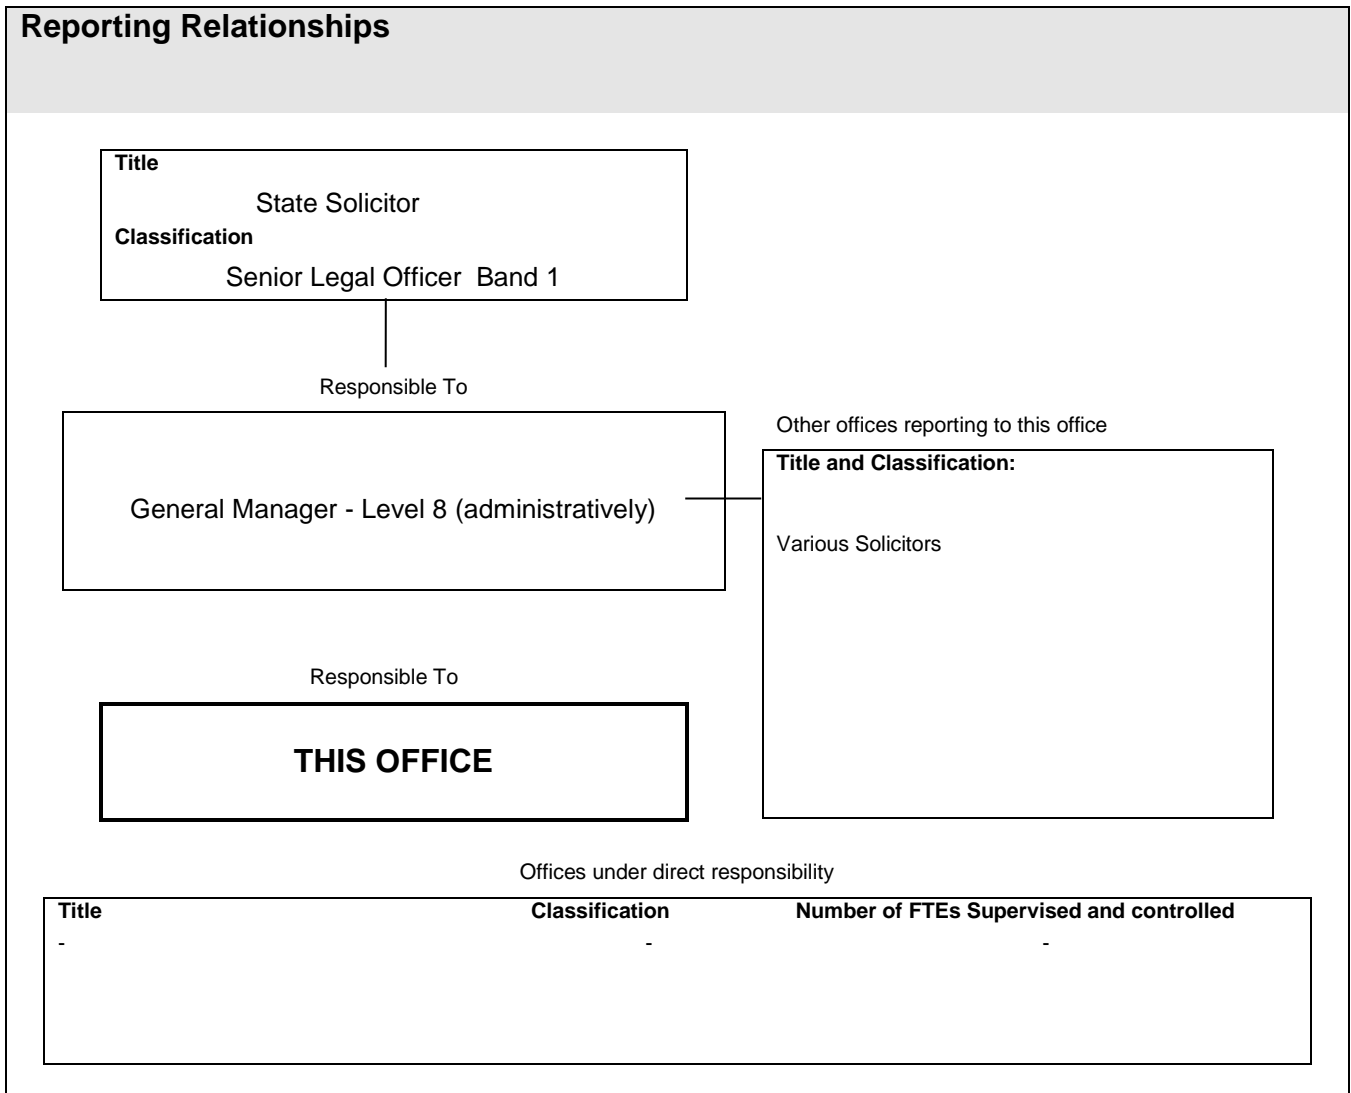 Reporting Relationships
Title
State Solicitor
Classification
Senior Legal Officer  Band 1
Responsible To
General Manager - Level 8 (administratively)
Other offices reporting to this office
Title and Classification:
Various Solicitors
Responsible To
THIS OFFICE
Offices under direct responsibility
Title Classification Number of FTEs Supervised and controlled
- - -